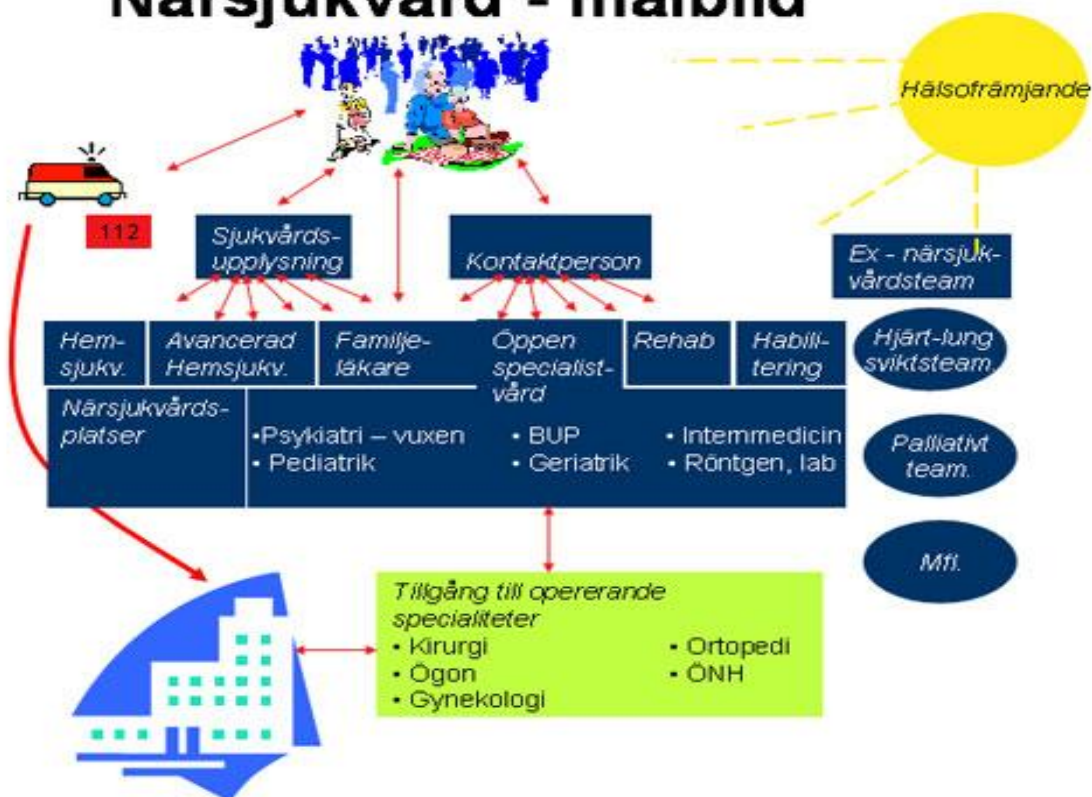 Närsjukvård - målbild
Hälsofrämjande
112
Sjukvårds-
upplysning
Kontaktperson
Ex - närsjuk-
vårdsteam
Hem-
sjukv.
Avancerad
Hemsjukv.
Familje-
läkare
Öppen
specialist-
vård
Rehab
Habili-
tering
Hjärt-lung
sviktsteam.
Närsjukvårds-
platser
•Psykiatri – vuxen
• Pediatrik
• BUP
• Geriatrik
• Internmedicin
• Röntgen, lab
Palliativt
team.
Mfl.
Tillgång till opererande
specialiteter
• Kirurgi
• Ögon
• Gynekologi
• Ortopedi
• ÖNH